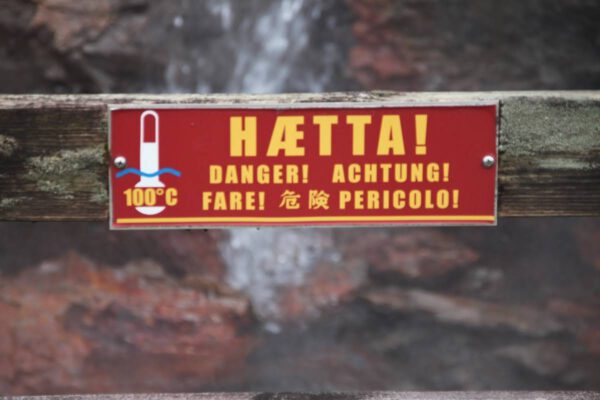 HÆTTA!
DANGER! ACHTUNG!
FARE! 危険 PERICOLO!
100°C